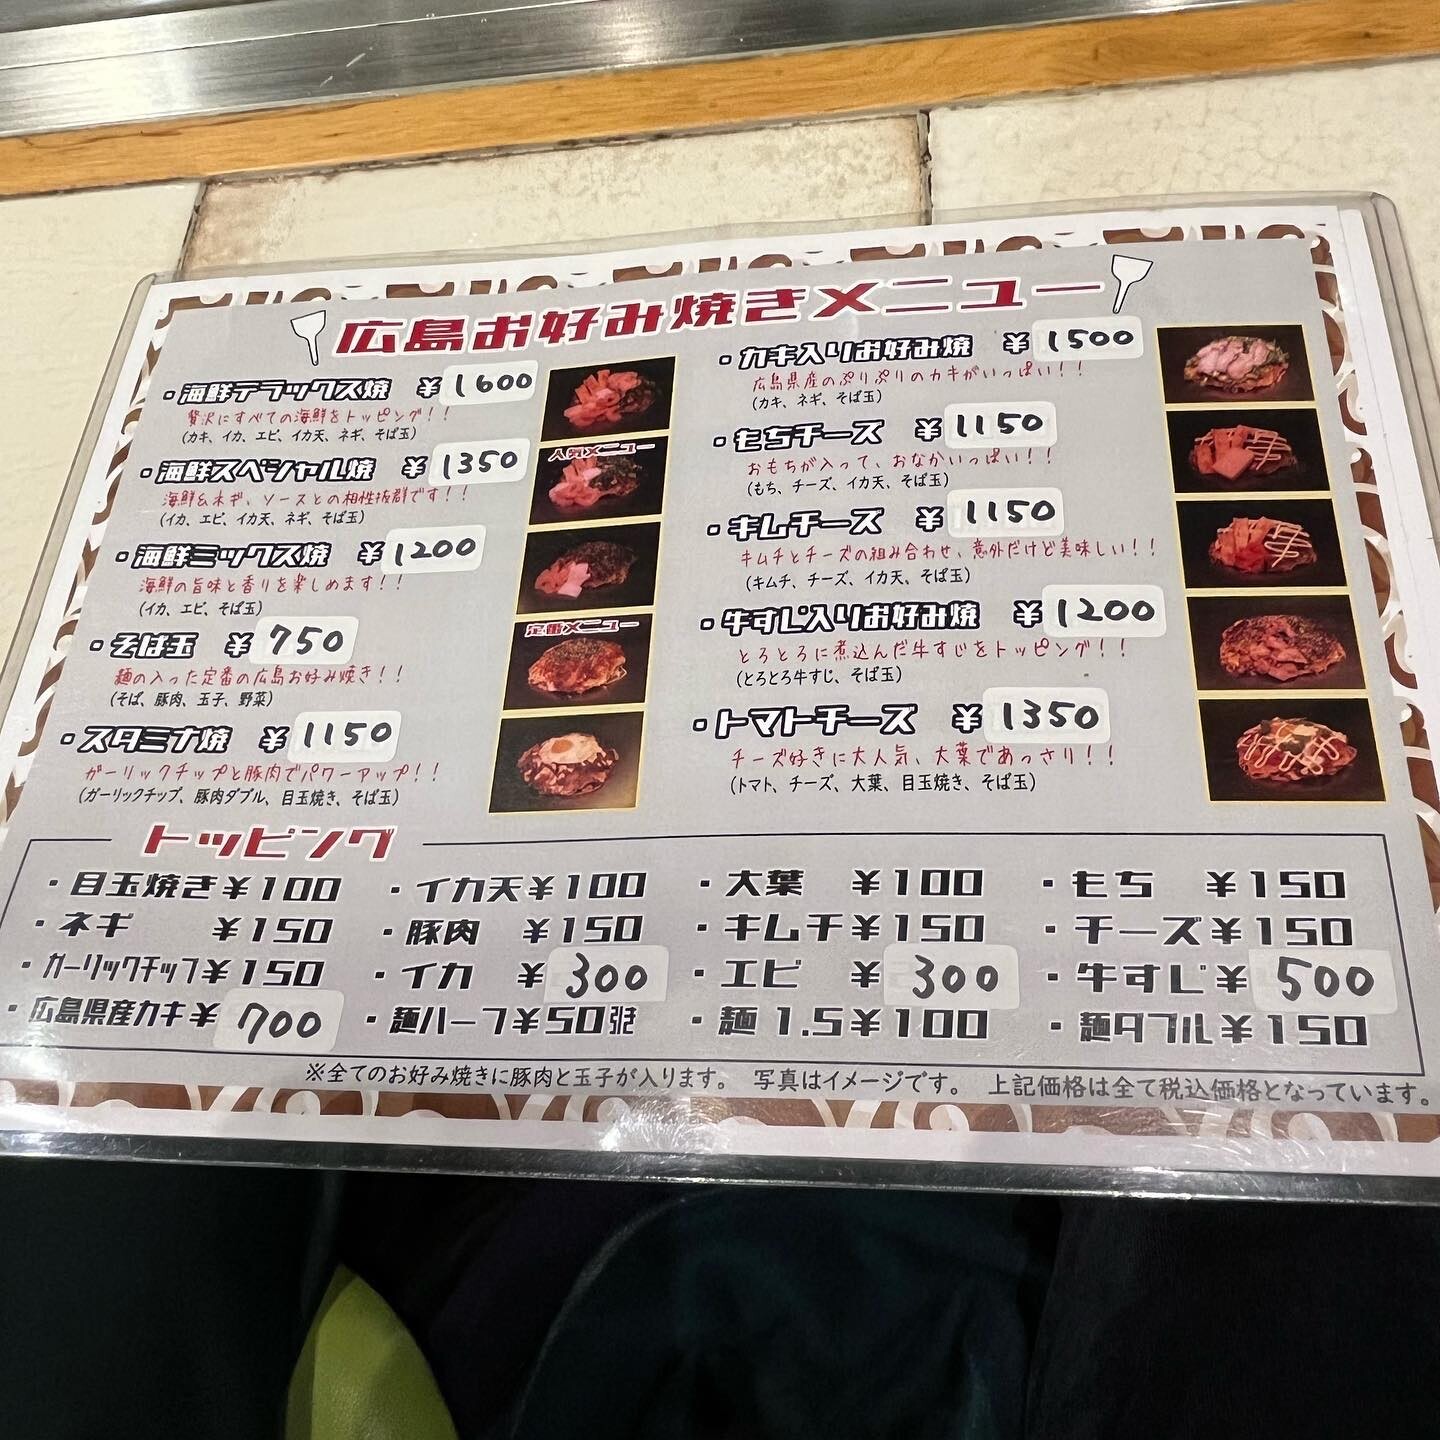 広島お好み焼きメニュー
・海鮮デラックス焼 ¥1600
贅沢にすべての海鮮をトッピング！！
(カキ、イカ、エビ、イカ天、ネギ、そば玉)
・海鮮スペシャル焼 ¥1350
人気メニュー
海鮮＆ネギ、ソースとの相性抜群です！！
(イカ、エビ、イカ天、ネギ、そば玉)
・海鮮ミックス焼 ¥1200
海鮮の旨味と香りを楽しめます！！
(イカ、エビ、そば玉)
・そば玉 ¥750
定番メニュー
麺の入った定番の広島お好み焼き！！
(そば、豚肉、玉子、野菜)
・スタミナ焼 ¥1150
ガーリックチップと豚肉でパワーアップ！！
(ガーリックチップ、豚肉ダブル、目玉焼き、そば玉)
・カキ入りお好み焼 ¥1500
広島県産のぷりぷりのカキがいっぱい！！
(カキ、ネギ、そば玉)
・もちチーズ ¥1150
おもちが入って、おなかいっぱい！！
(もち、チーズ、イカ天、そば玉)
・キムチーズ ¥1150
キムチとチーズの組み合わせ、意外だけど美味しい！！
(キムチ、チーズ、イカ天、そば玉)
・牛すじ入りお好み焼 ¥1200
とろとろに煮込んだ牛すじをトッピング！！
(とろとろ牛すじ、そば玉)
・トマトチーズ ¥1350
チーズ好きに大人気、大葉であっさり！！
(トマト、チーズ、大葉、目玉焼き、そば玉)
トッピング
・目玉焼き¥100 ・イカ天¥100 ・大葉 ¥100 ・もち ¥150
・ネギ ¥150 ・豚肉 ¥150 ・キムチ¥150 ・チーズ¥150
・ガーリックチップ¥150 ・イカ ¥300 ・エビ ¥300 ・牛すじ¥500
・広島県産カキ¥700 ・麺ハーフ¥50引き ・麺1.5¥100 ・麺ダブル¥150
※全てのお好み焼きに豚肉と玉子が入ります。 写真はイメージです。 上記価格は全て税込価格となっています。